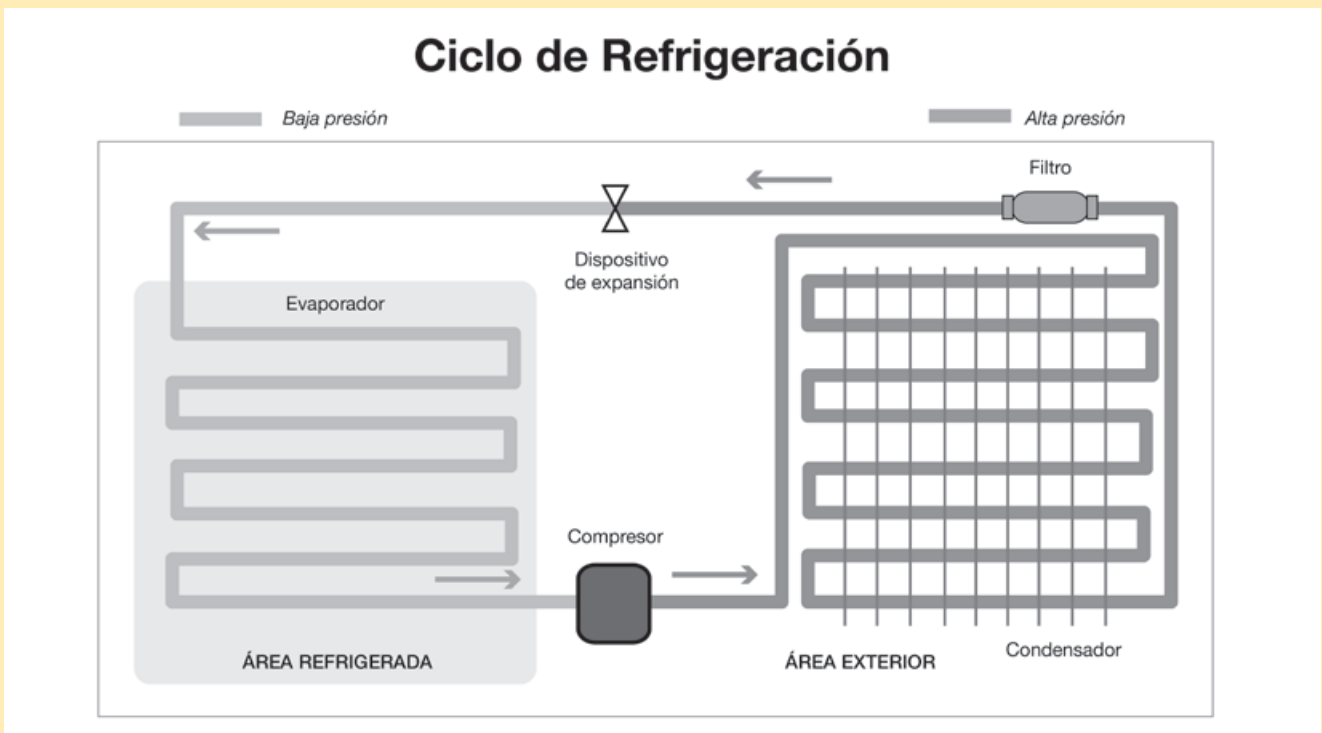 Ciclo de Refrigeración
Baja presión
Alta presión
Filtro
Dispositivo
de expansión
Evaporador
Compresor
ÁREA REFRIGERADA
ÁREA EXTERIOR
Condensador